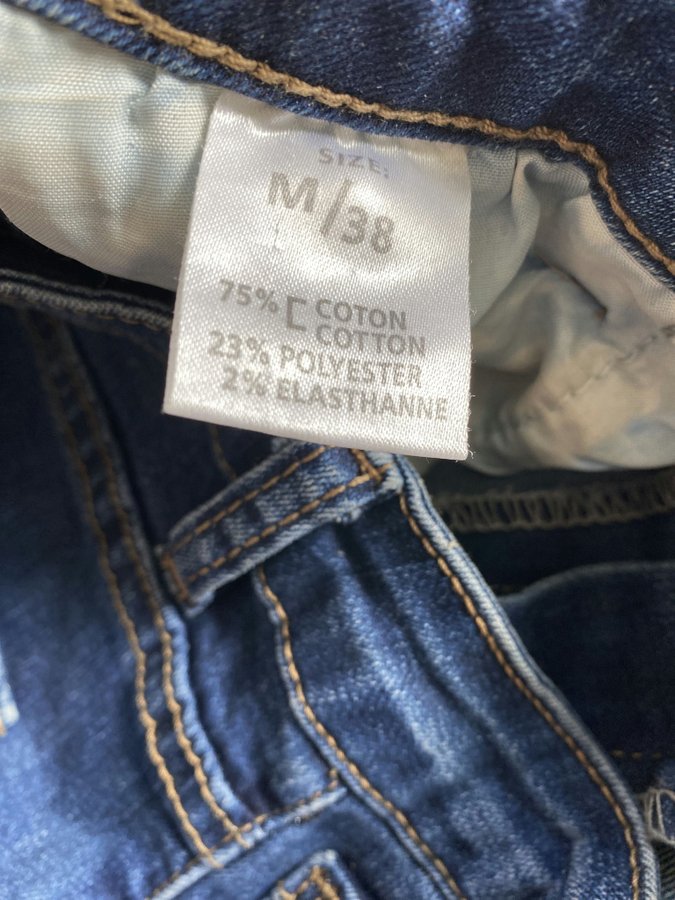 SIZE:
M/38
75% [ COTON
COTTON
23% POLYESTER
2% ELASTHANNE